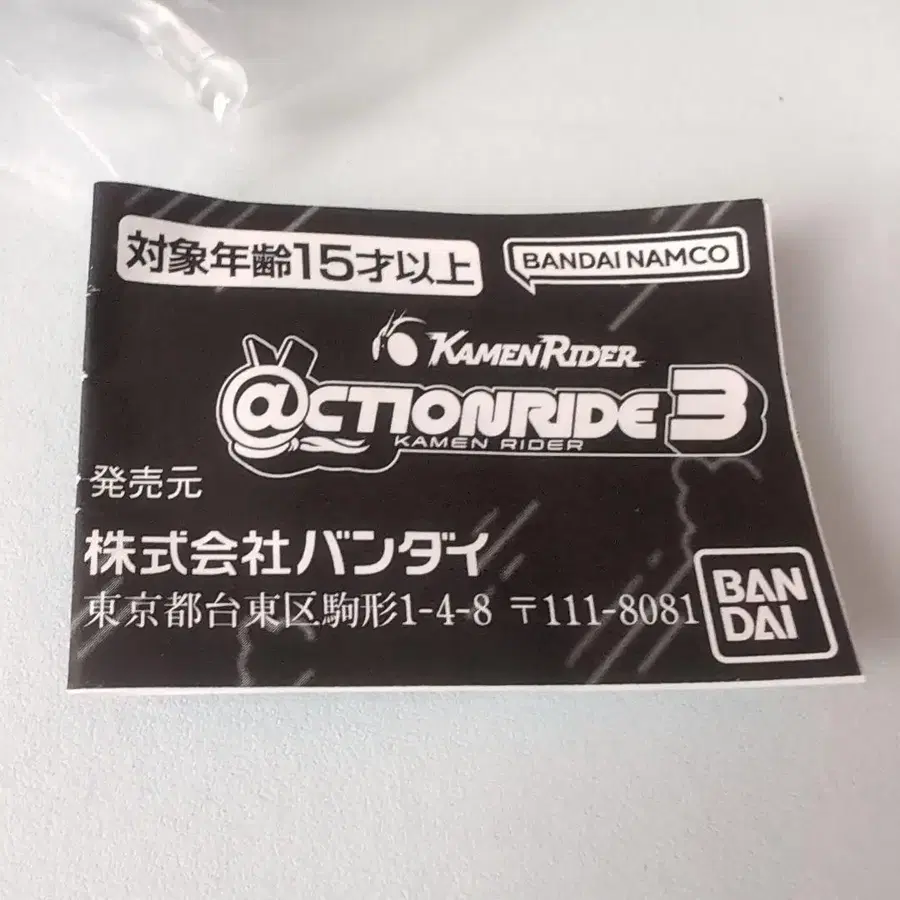 対象年齢15才以上
BANDAI NAMCO
KAMEN RIDER
@CTIONRIDE 3
KAMEN RIDER
発売元
株式会社バンダイ
東京都台東区駒形1-4-8 〒111-8081
BAN
DAI